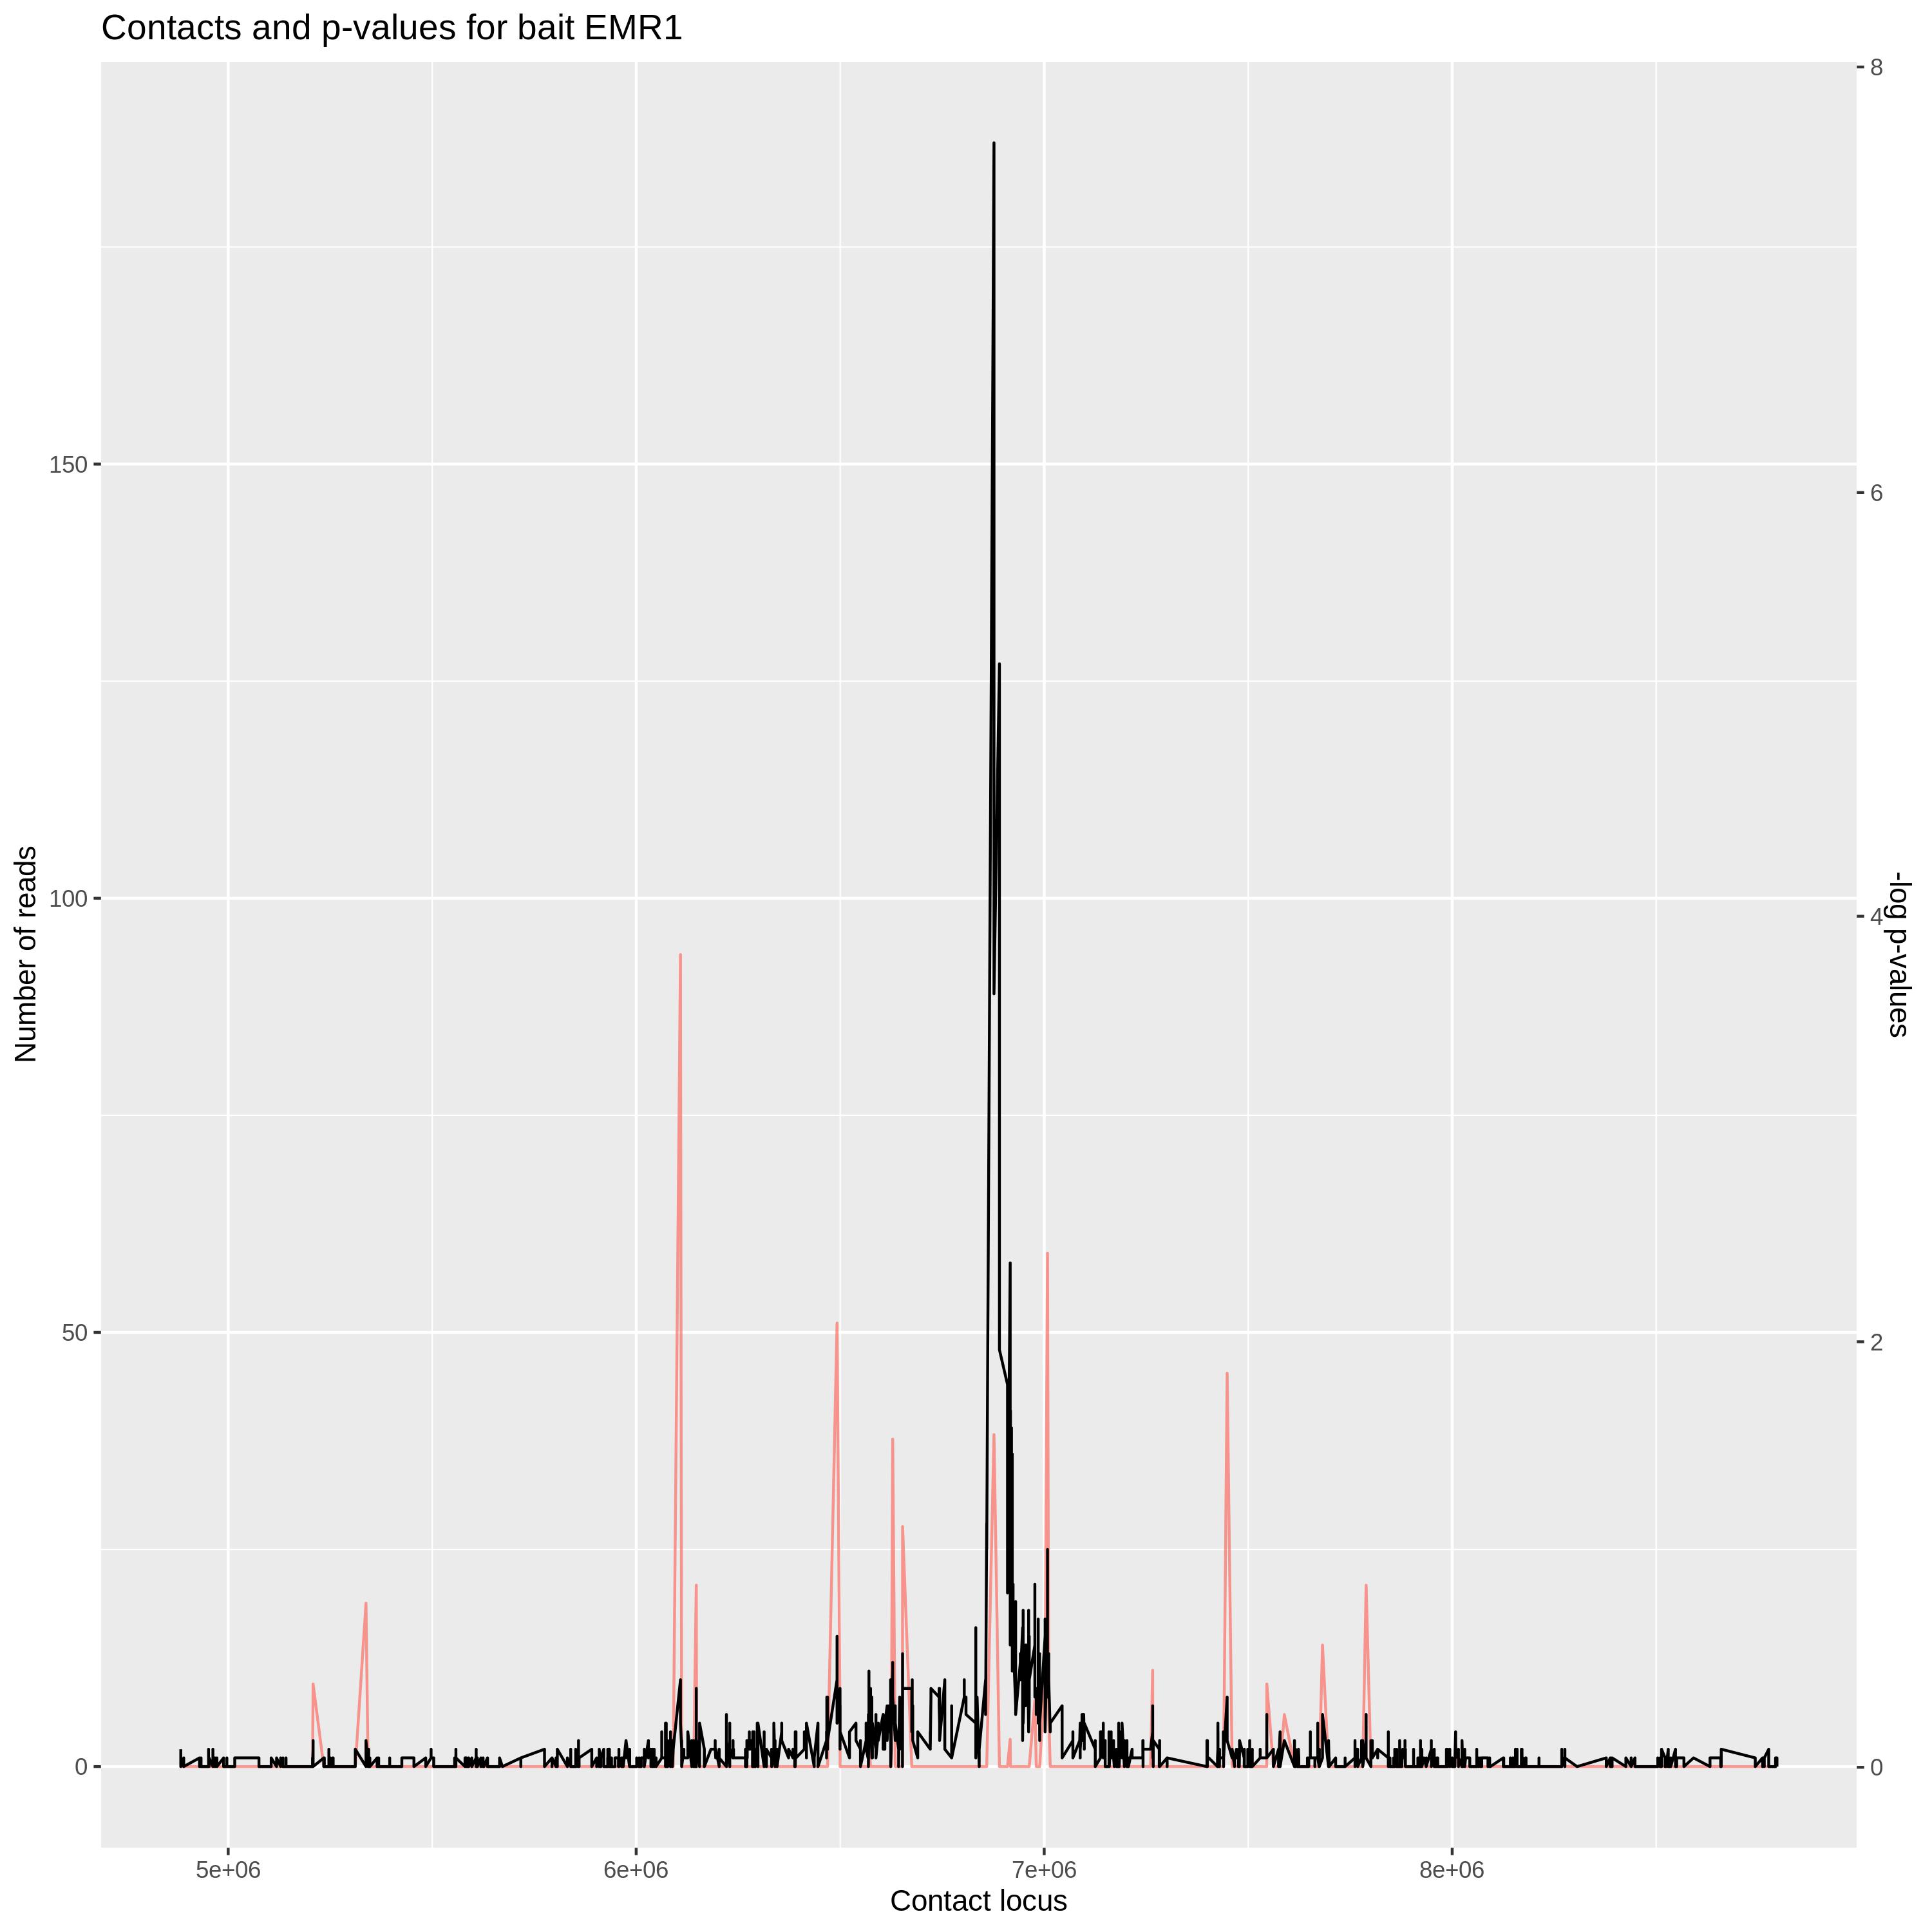 Contacts and p-values for bait EMR1
8
150
6
100
4
Number of reads
-log p-values
50
2
0
0
5e+06
6e+06
7e+06
8e+06
Contact locus